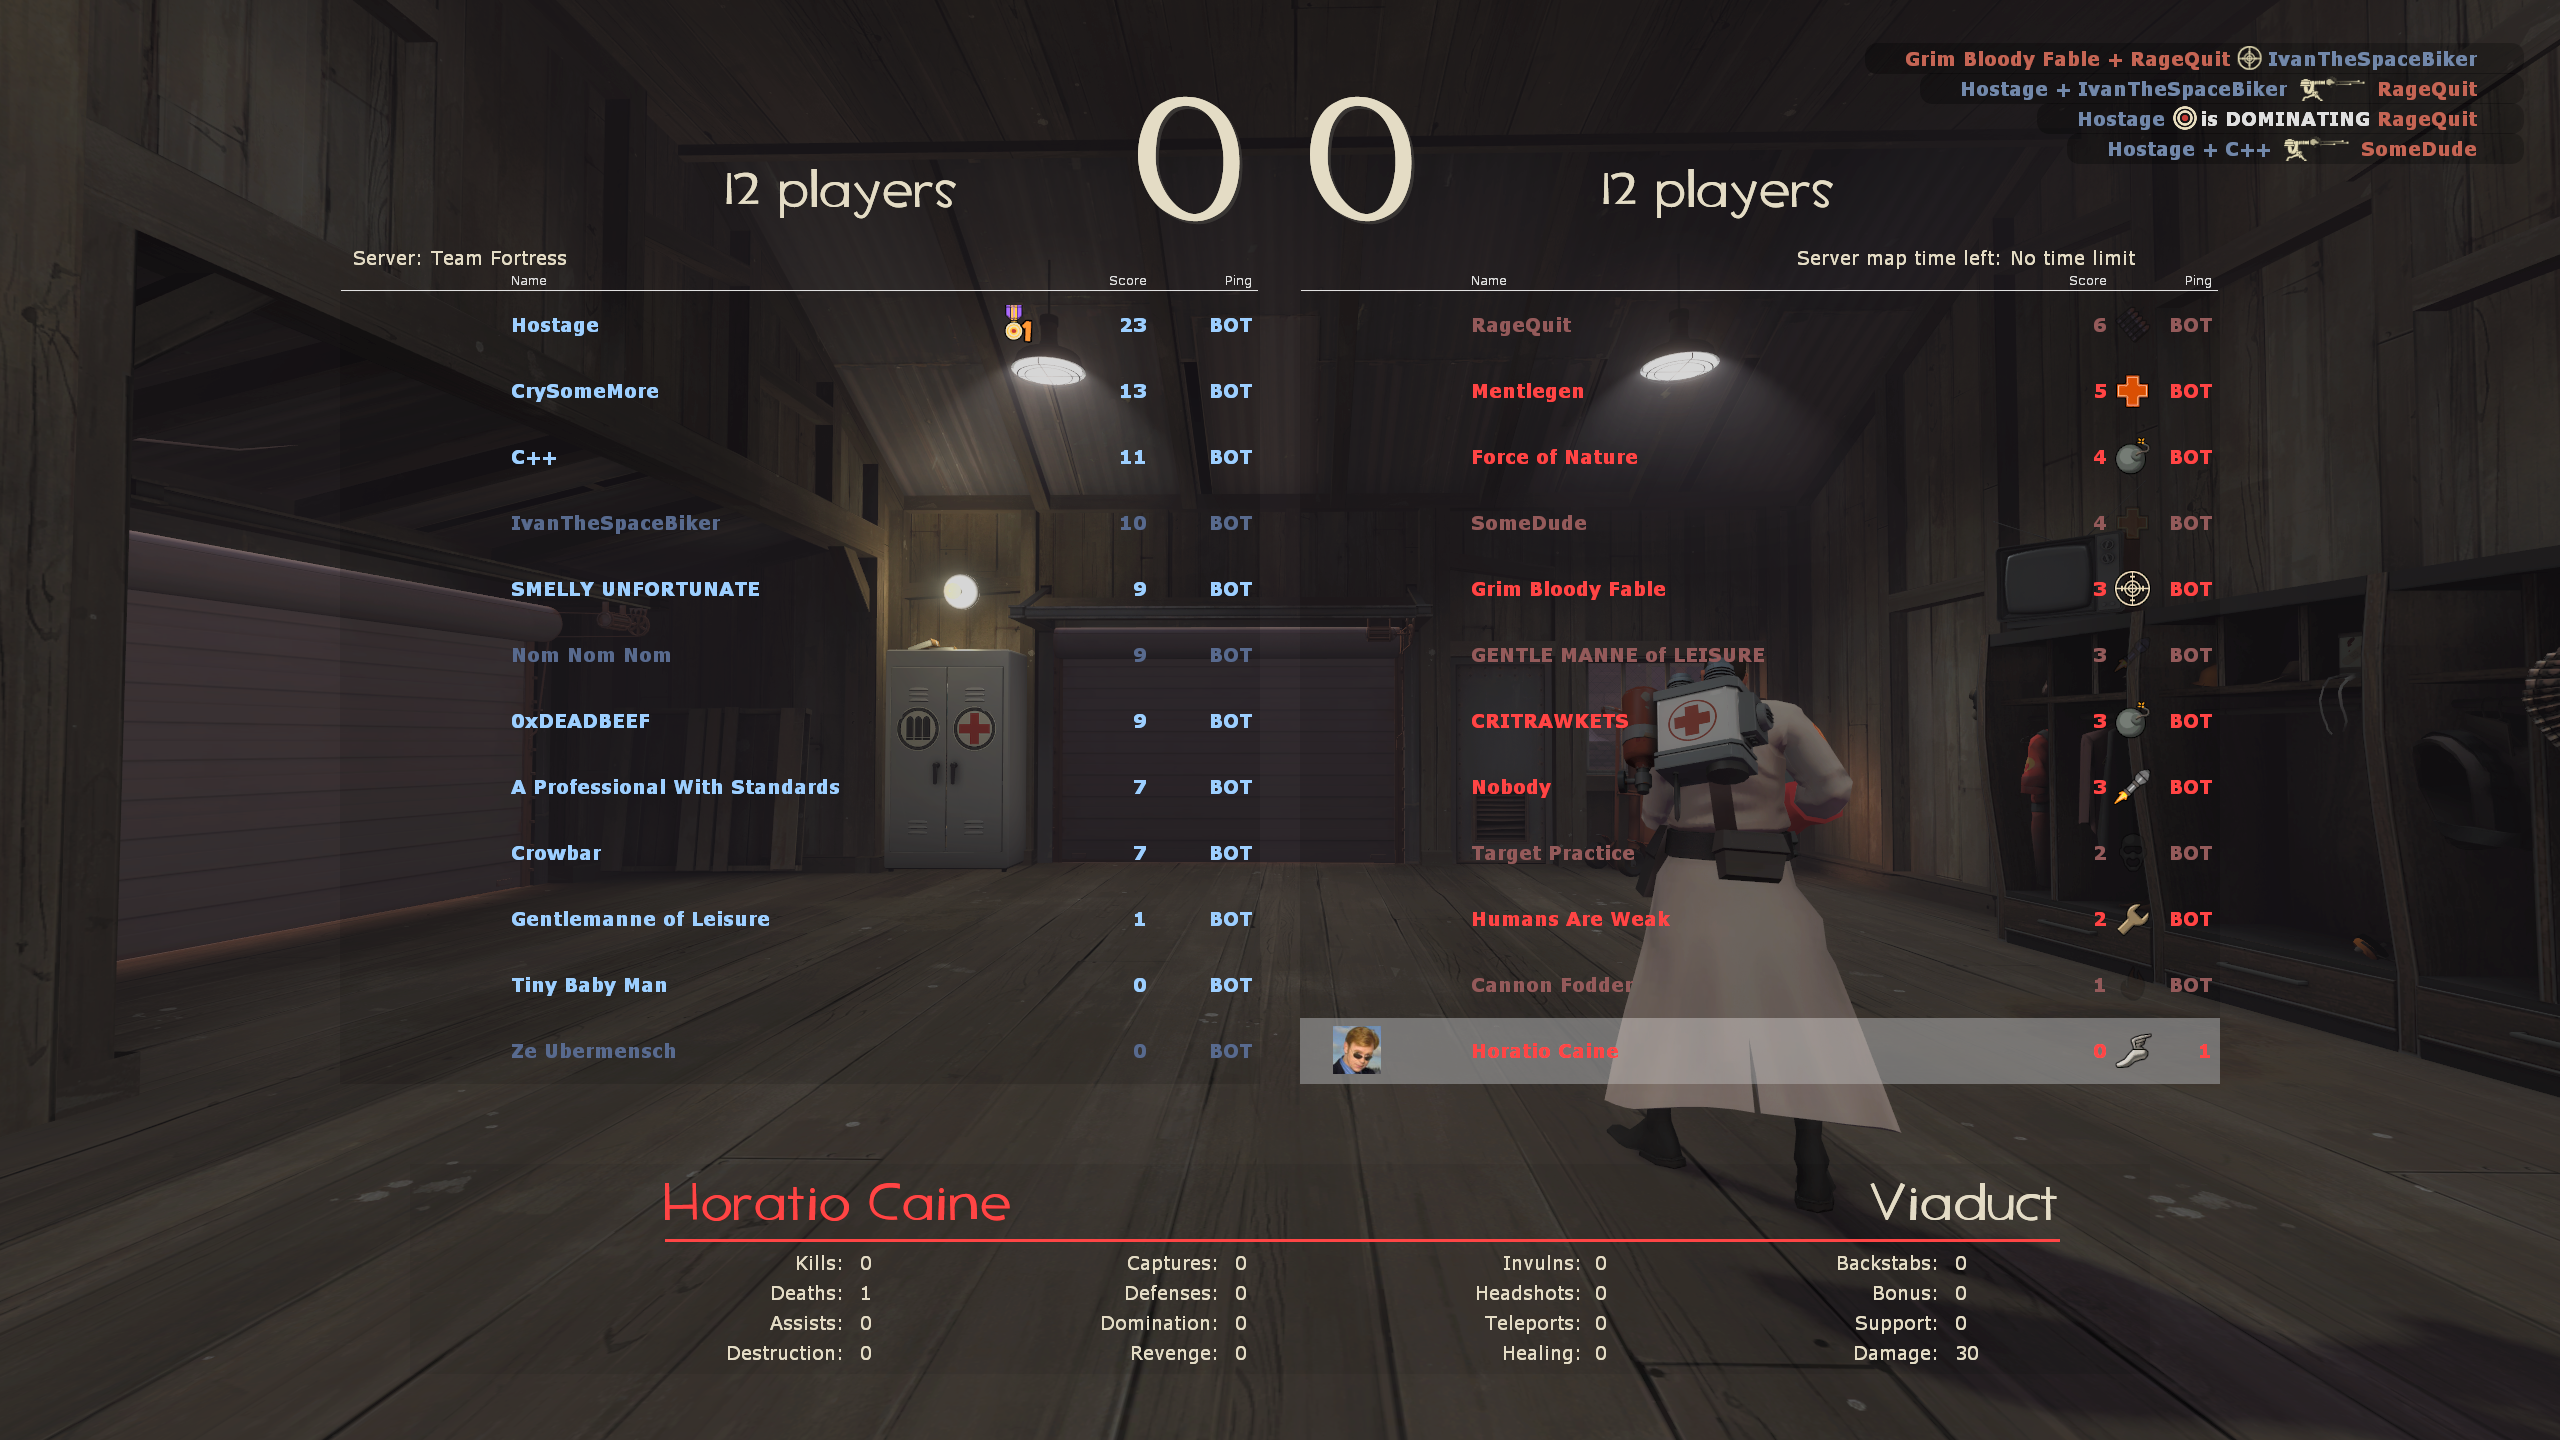 Grim Bloody Fable + RageQuit IvanTheSpaceBiker
Hostage + IvanTheSpaceBiker RageQuit
Hostage is DOMINATING RageQuit
Hostage + C++ SomeDude
12 players 0 0 12 players
Server: Team Fortress
Server map time left: No time limit
Name Score Ping
Hostage 1 23 BOT
CrySomeMore 13 BOT
C++ 11 BOT
IvanTheSpaceBiker 10 BOT
SMELLY UNFORTUNATE 9 BOT
Nom Nom Nom 9 BOT
0xDEADBEEF 9 BOT
A Professional With Standards 7 BOT
Crowbar 7 BOT
Gentlemanne of Leisure 1 BOT
Tiny Baby Man 0 BOT
Ze Ubermensch 0 BOT
Name Score Ping
RageQuit 6 BOT
Mentlegen 5 BOT
Force of Nature 4 BOT
SomeDude 4 BOT
Grim Bloody Fable 3 BOT
GENTLE MANNE of LEISURE 3 BOT
CRITRAWKETS 3 BOT
Nobody 3 BOT
Target Practice 2 BOT
Humans Are Weak 2 BOT
Cannon Fodder 1 BOT
Horatio Caine 0 1
Horatio Caine Viaduct
Kills: 0 Captures: 0 Invulns: 0 Backstabs: 0
Deaths: 1 Defenses: 0 Headshots: 0 Bonus: 0
Assists: 0 Domination: 0 Teleports: 0 Support: 0
Destruction: 0 Revenge: 0 Healing: 0 Damage: 30